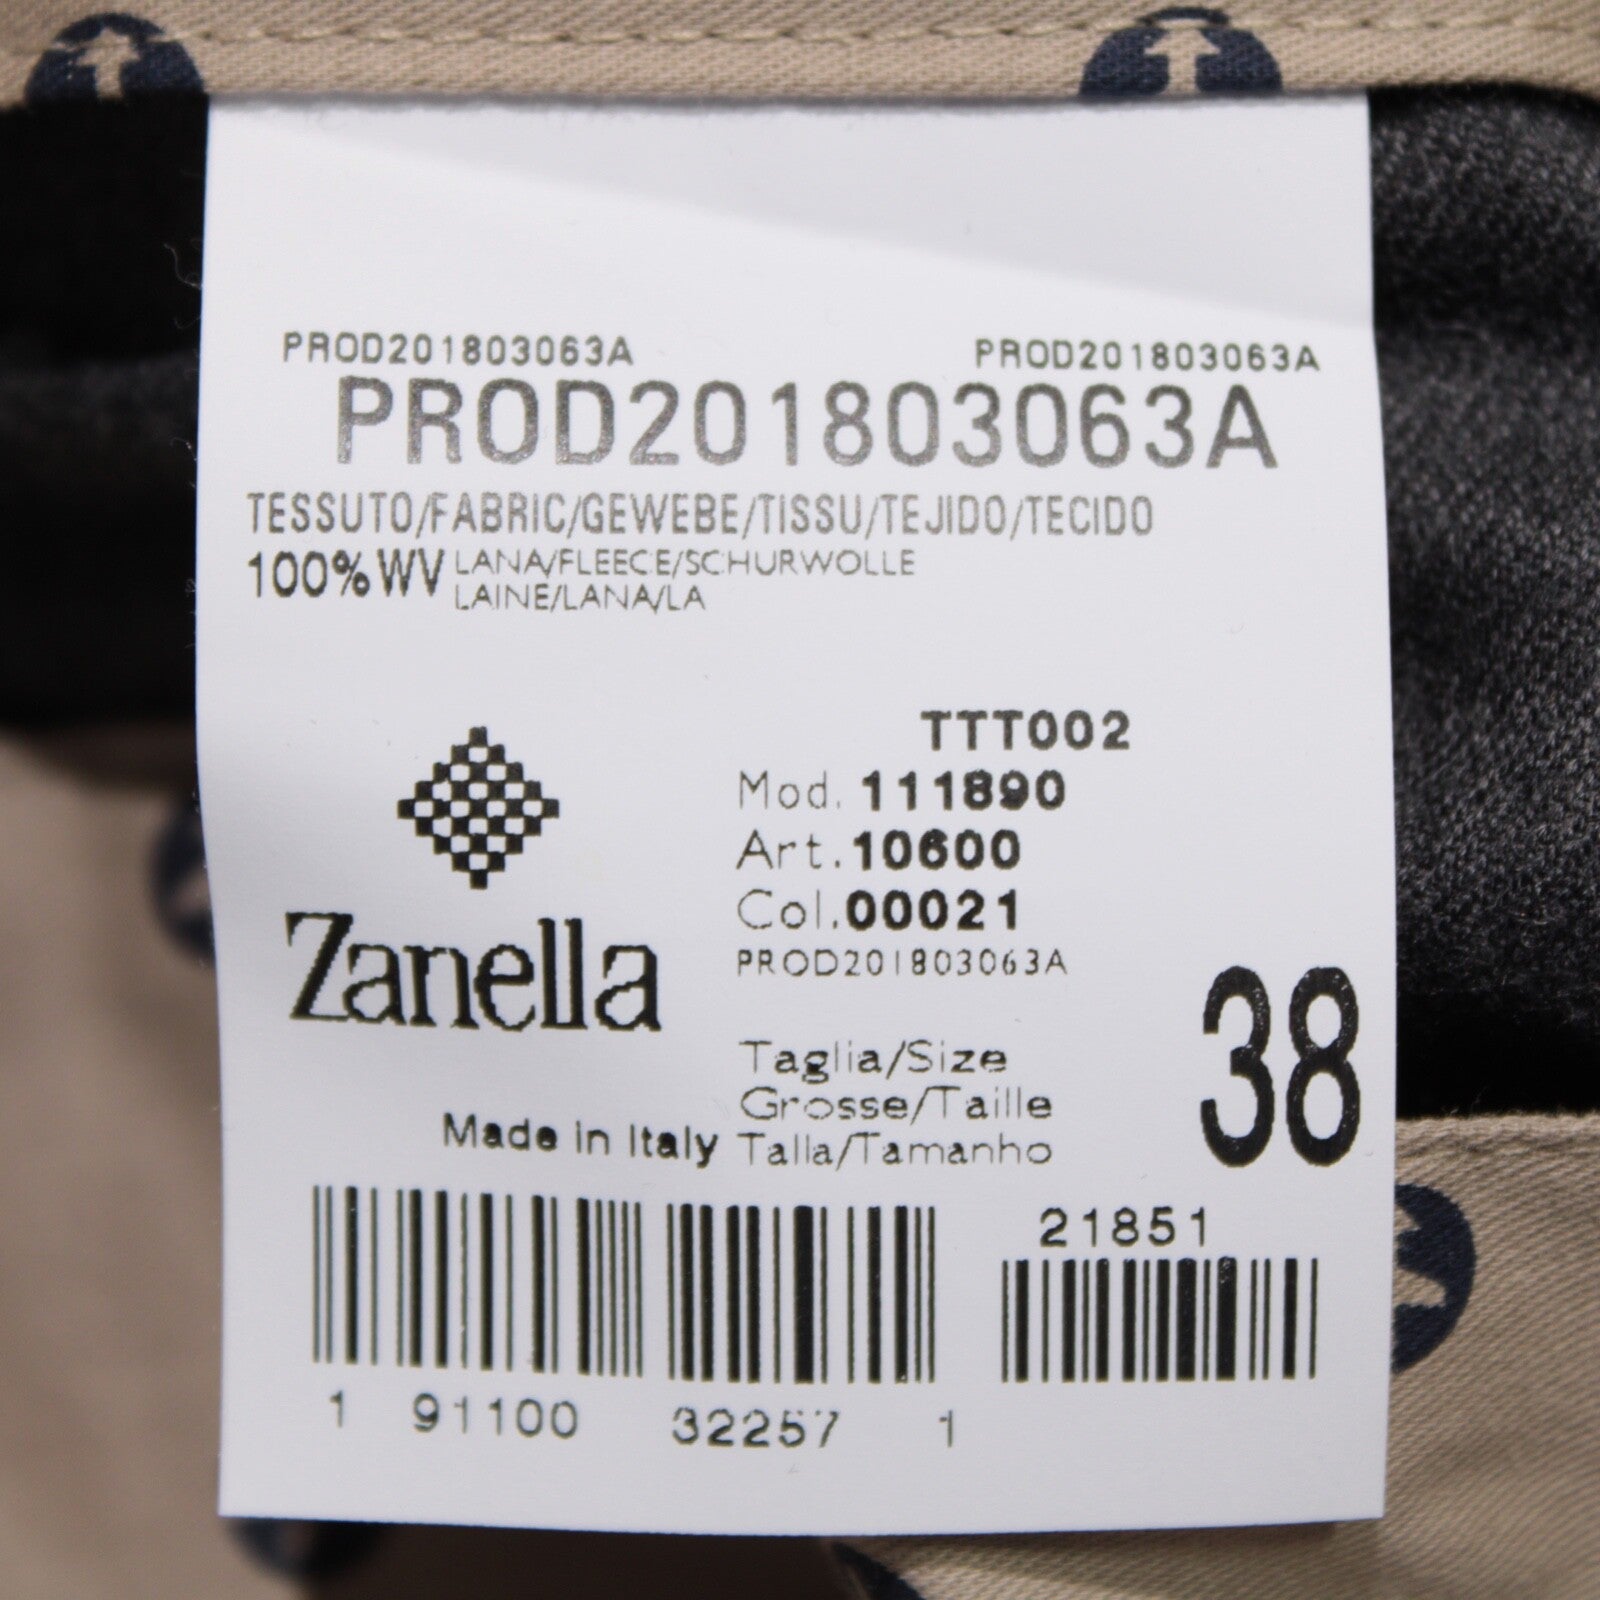 PROD201803063A PROD201803063A
PROD201803063A
TESSUTO/FABRIC/GEWEBE/TISSU/TEJIDO/TECIDO
100%WV LANA/FLEECE/SCHURWOLLE
LAINE/LANA/LA
TTT002
Mod. 111890
Art. 10600
Col. 00021
PROD201803063A
Zanella
Taglia/Size
Grosse/Taille
Talla/Tamanho
38
Made in Italy
21851
1 91100 32257 1